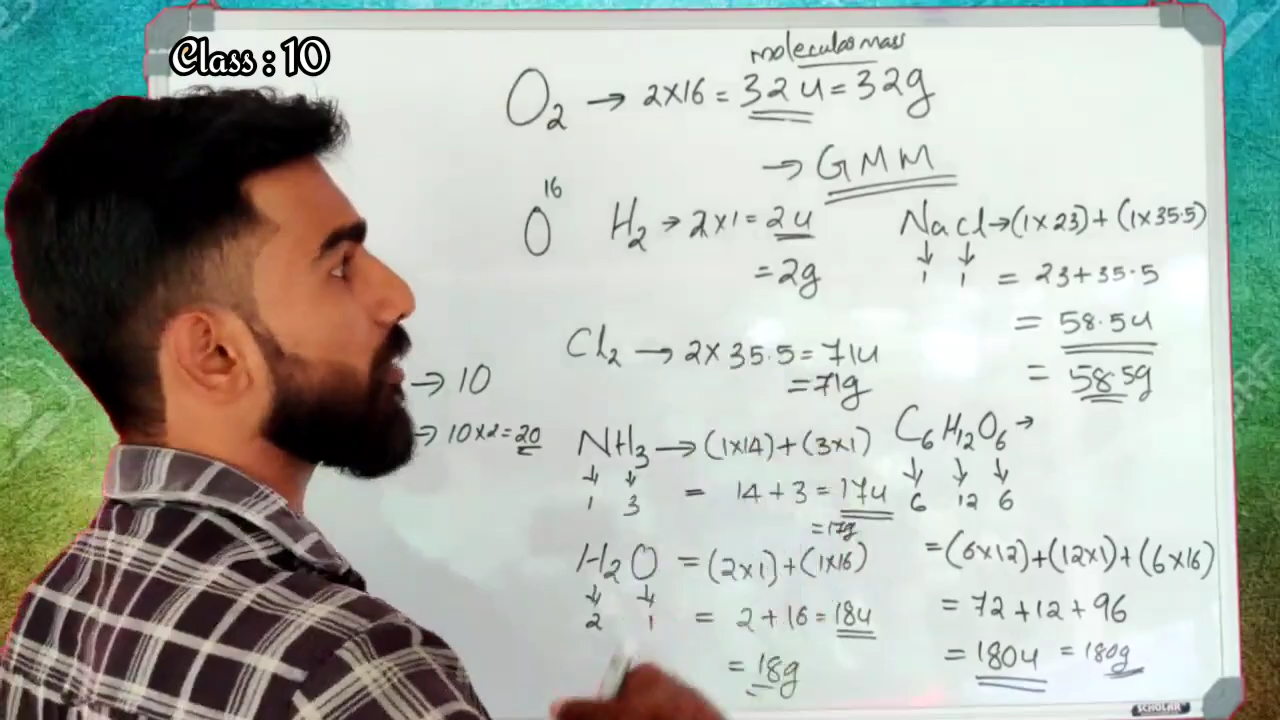 Class : 10
molecular mass
O₂ → 2×16 = 32u = 32g
→ GMM
O¹⁶
H₂ → 2×1 = 2u
= 2g
NaCl → (1×23) + (1×35.5)
↓ ↓
1 1
= 23+35.5
= 58.5u
= 58.5g
Cl₂ → 2×35.5 = 71u
= 71g
→ 10
→ 10×2=20
NH₃ → (1×14) + (3×1)
↓ ↓
1 3
= 14+3 = 17u
= 17g
H₂O = (2×1) + (1×16)
↓ ↓
2 1
= 2+16 = 18u
= 18g
C₆H₁₂O₆ →
↓ ↓ ↓
6 12 6
= (6×12) + (12×1) + (6×16)
= 72+12+96
= 180u = 180g
SCHOLAR